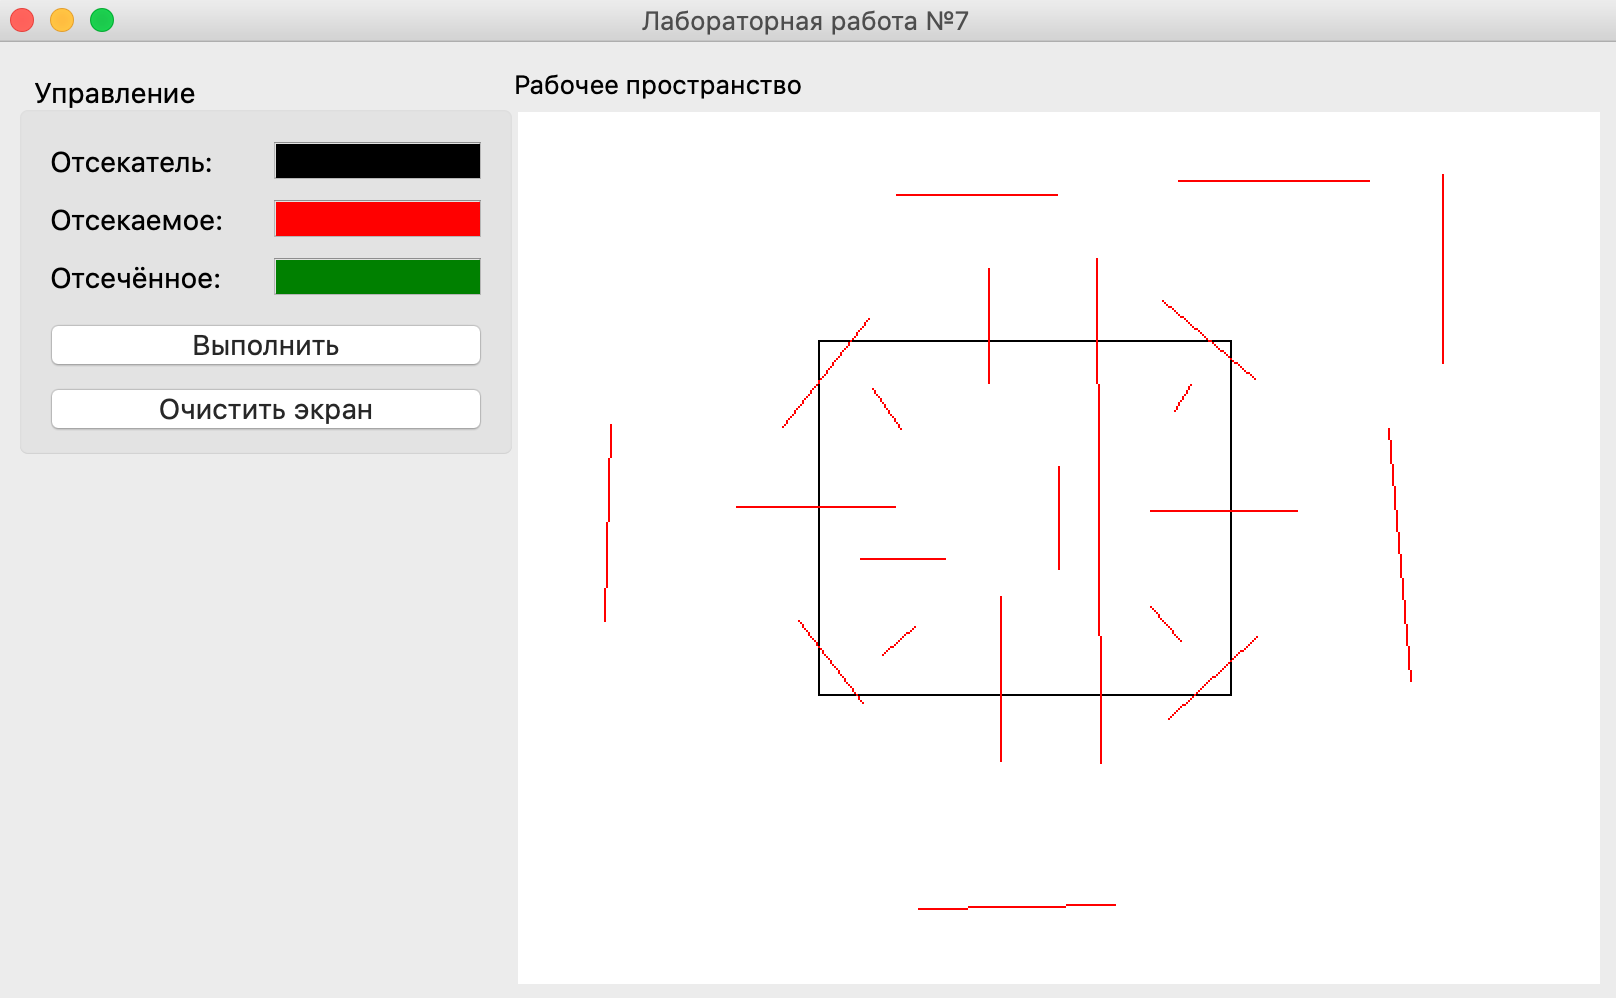 Лабораторная работа №7
Управление
Рабочее пространство
Отсекатель:
Отсекаемое:
Отсечённое:
Выполнить
Очистить экран